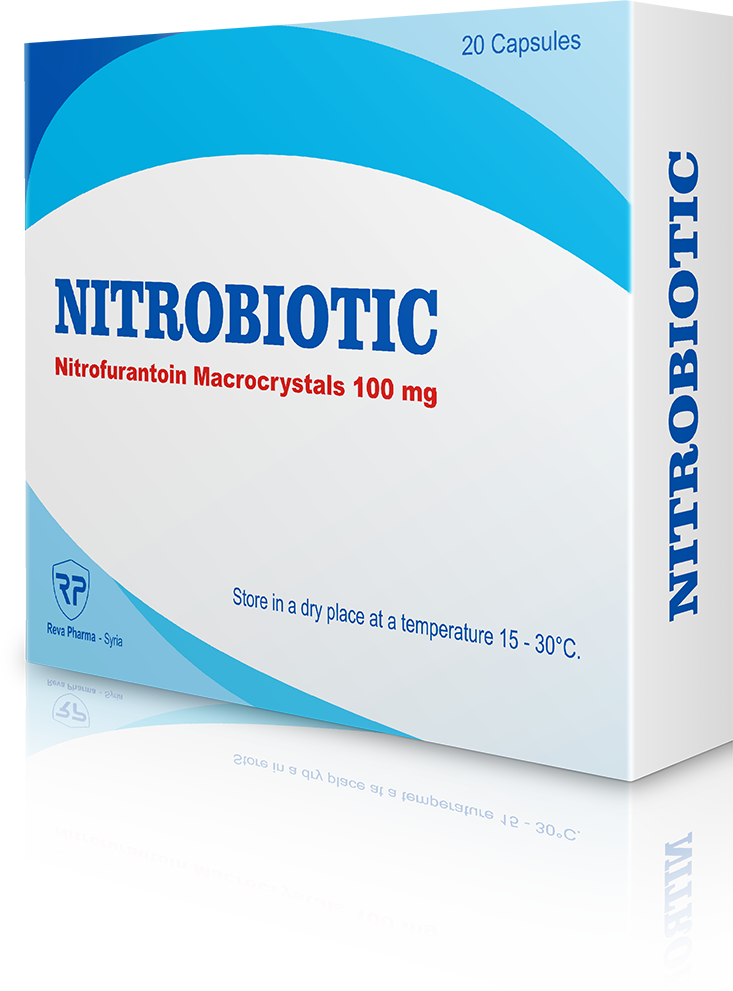 20 Capsules
NITROBIOTIC
Nitrofurantoin Macrocrystals 100 mg
NITROBIOTIC
RP
Reva Pharma - Syria
Store in a dry place at a temperature 15 - 30°C.